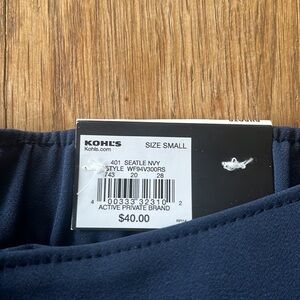 KOHL'S
Kohls.com
SIZE SMALL
401 SEATLE NVY
STYLE WF94V300RS
743 20 28
4 00333 32310 2
ACTIVE PRIVATE BRAND
$40.00